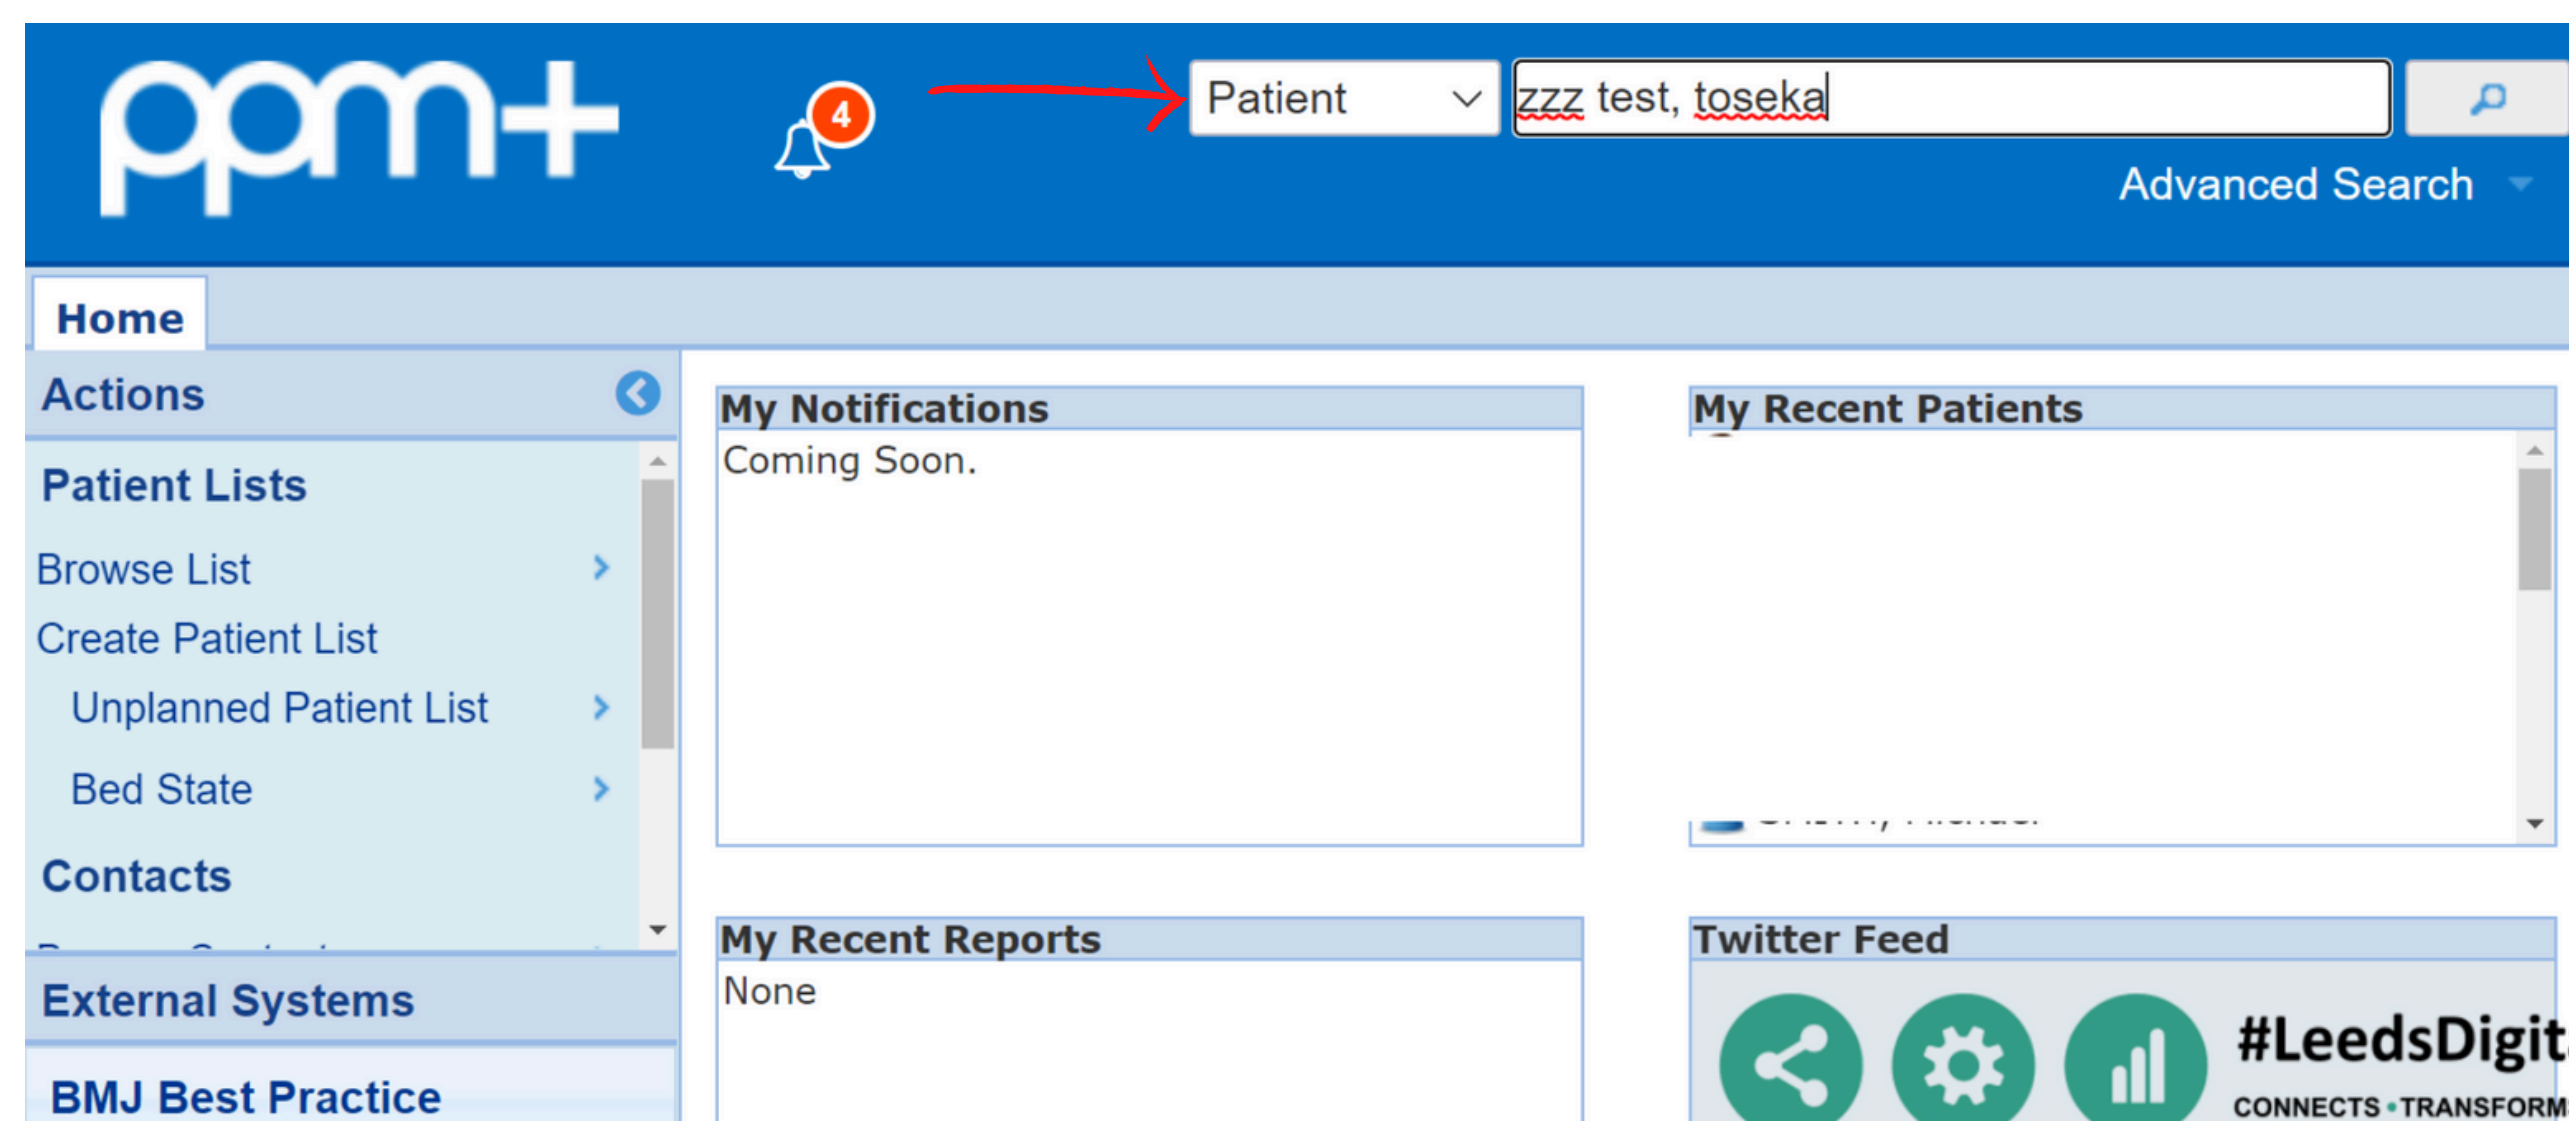 ppm+
4
Patient
zzz test, toseka
Advanced Search
Home
Actions
Patient Lists
Browse List
Create Patient List
Unplanned Patient List
Bed State
Contacts
External Systems
BMJ Best Practice
My Notifications
Coming Soon.
My Recent Patients
My Recent Reports
None
Twitter Feed
#LeedsDigit
CONNECTS •TRANSFORM